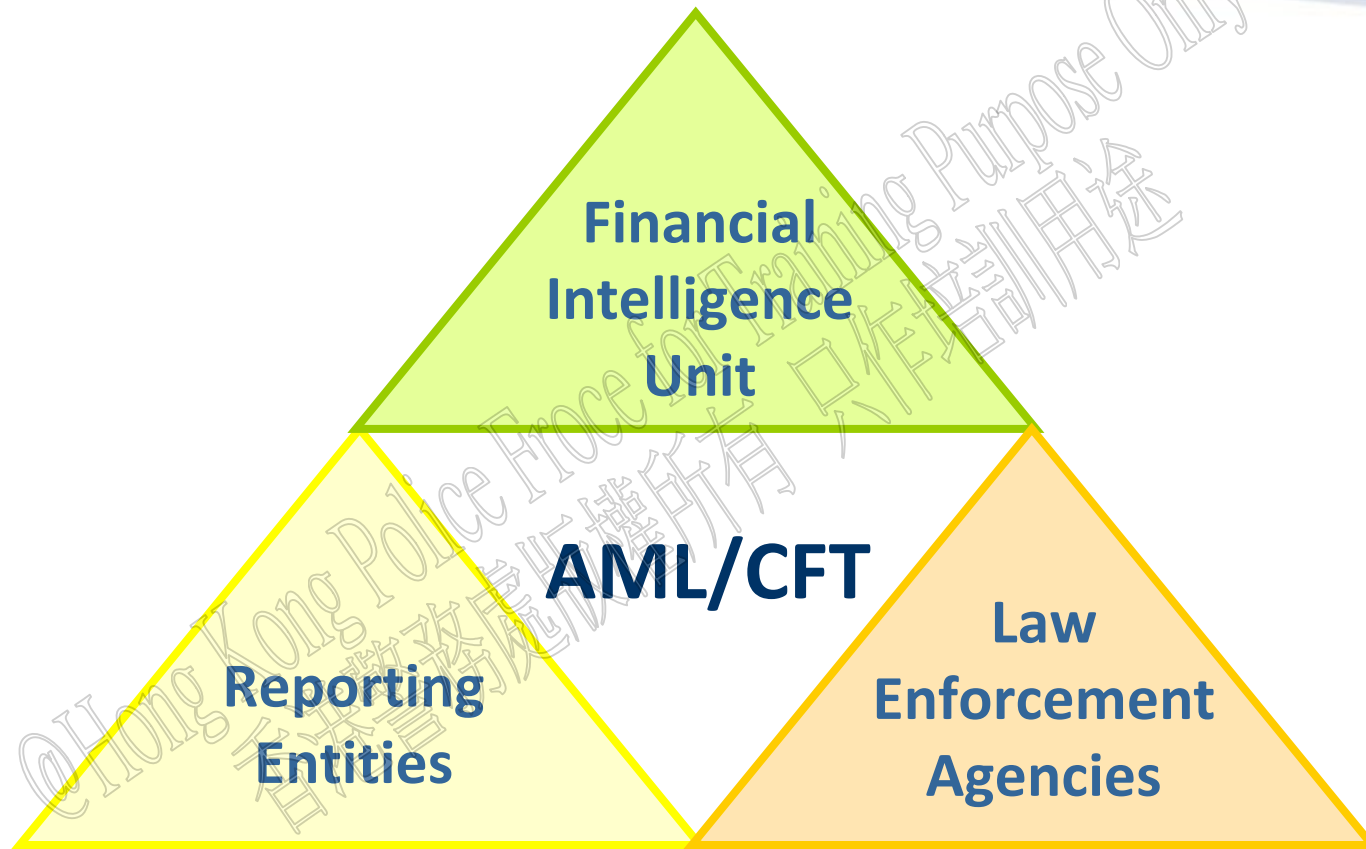 Financial
Intelligence
Unit
AML/CFT
Reporting
Entities
Law
Enforcement
Agencies
@Hong Kong Police Froce for Training Purpose Only
香港警務處版權所有 只作培訓用途